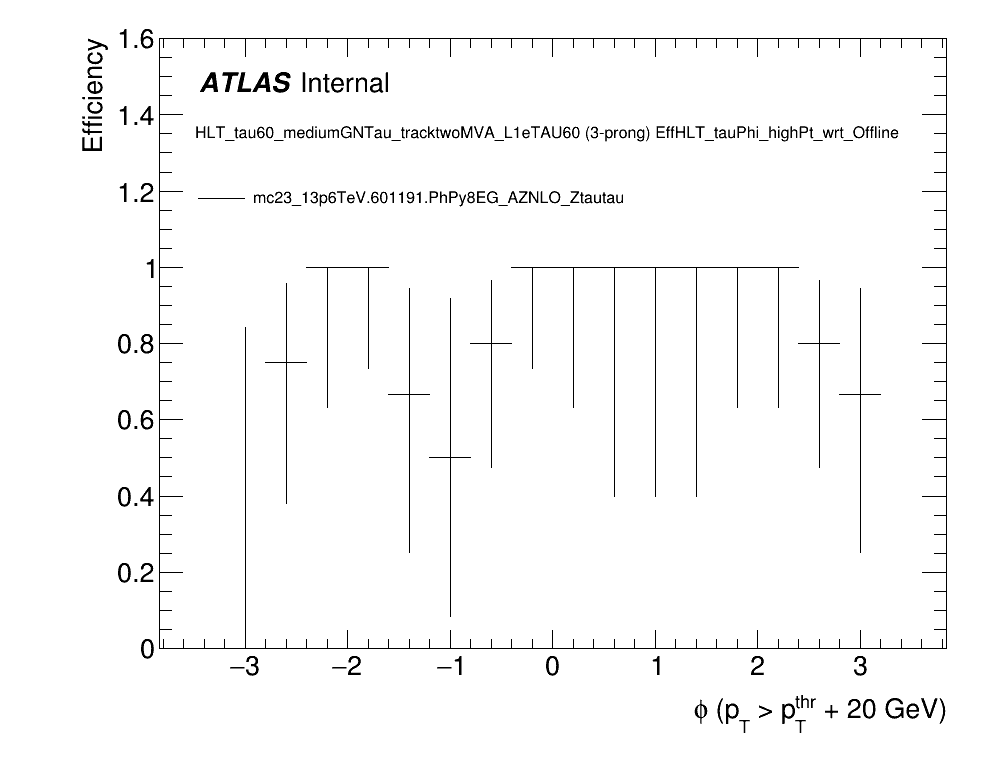 Efficiency
1.6
1.4
1.2
1
0.8
0.6
0.4
0.2
0
ATLAS Internal
HLT_tau60_mediumGNTau_tracktwoMVA_L1eTAU60 (3-prong) EffHLT_tauPhi_highPt_wrt_Offline
mc23_13p6TeV.601191.PhPy8EG_AZNLO_Ztautau
−3 −2 −1 0 1 2 3
ϕ (p_T > p_T^thr + 20 GeV)